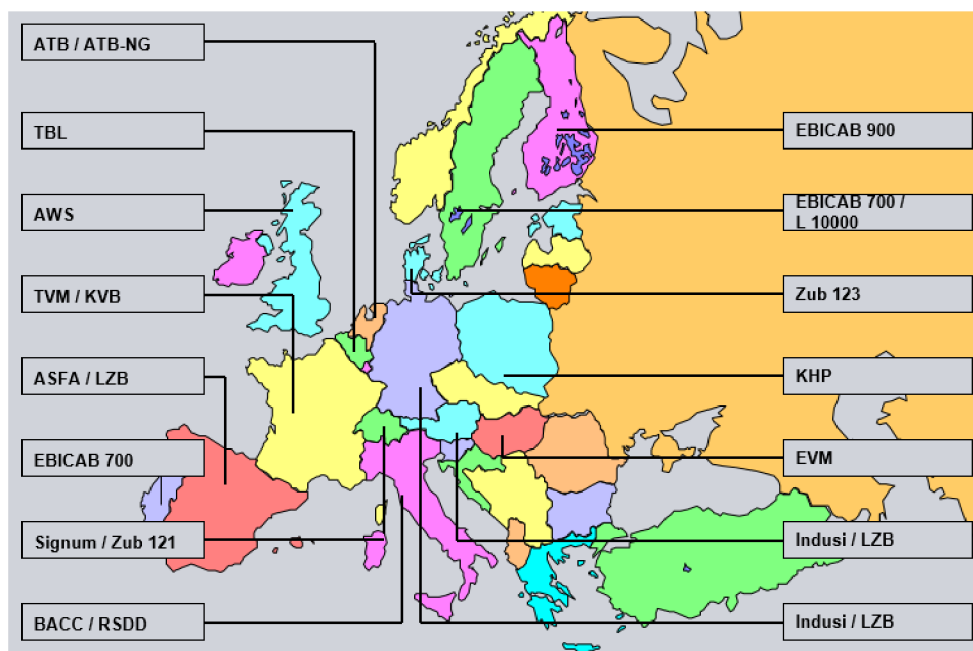 ATB / ATB-NG
TBL
AWS
TVM / KVB
ASFA / LZB
EBICAB 700
Signum / Zub 121
BACC / RSDD
EBICAB 900
EBICAB 700 /
L 10000
Zub 123
KHP
EVM
Indusi / LZB
Indusi / LZB